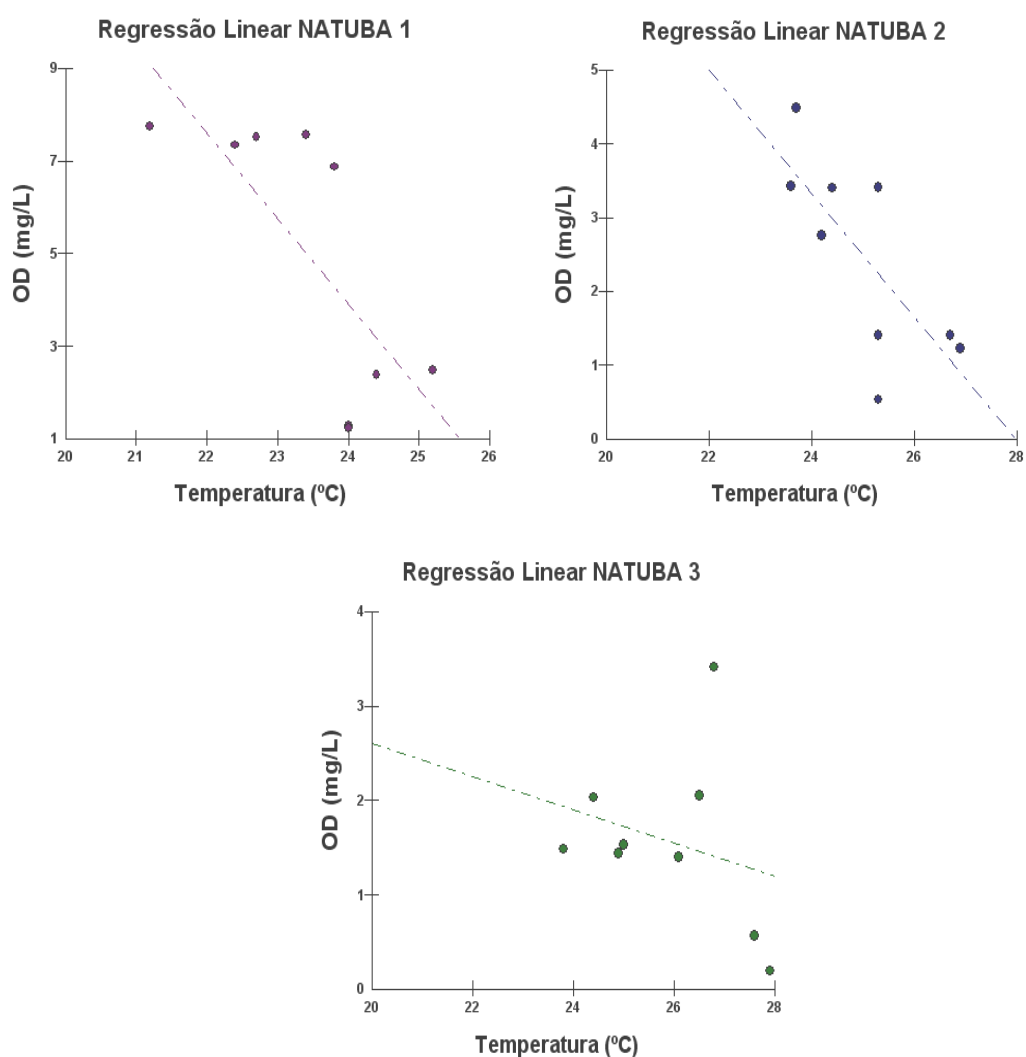 Regressão Linear NATUBA 1
9
7
5
3
1
OD (mg/L)
20 21 22 23 24 25 26
Temperatura (ºC)
Regressão Linear NATUBA 2
5
4
3
2
1
0
OD (mg/L)
20 22 24 26 28
Temperatura (ºC)
Regressão Linear NATUBA 3
4
3
2
1
0
OD (mg/L)
20 22 24 26 28
Temperatura (ºC)